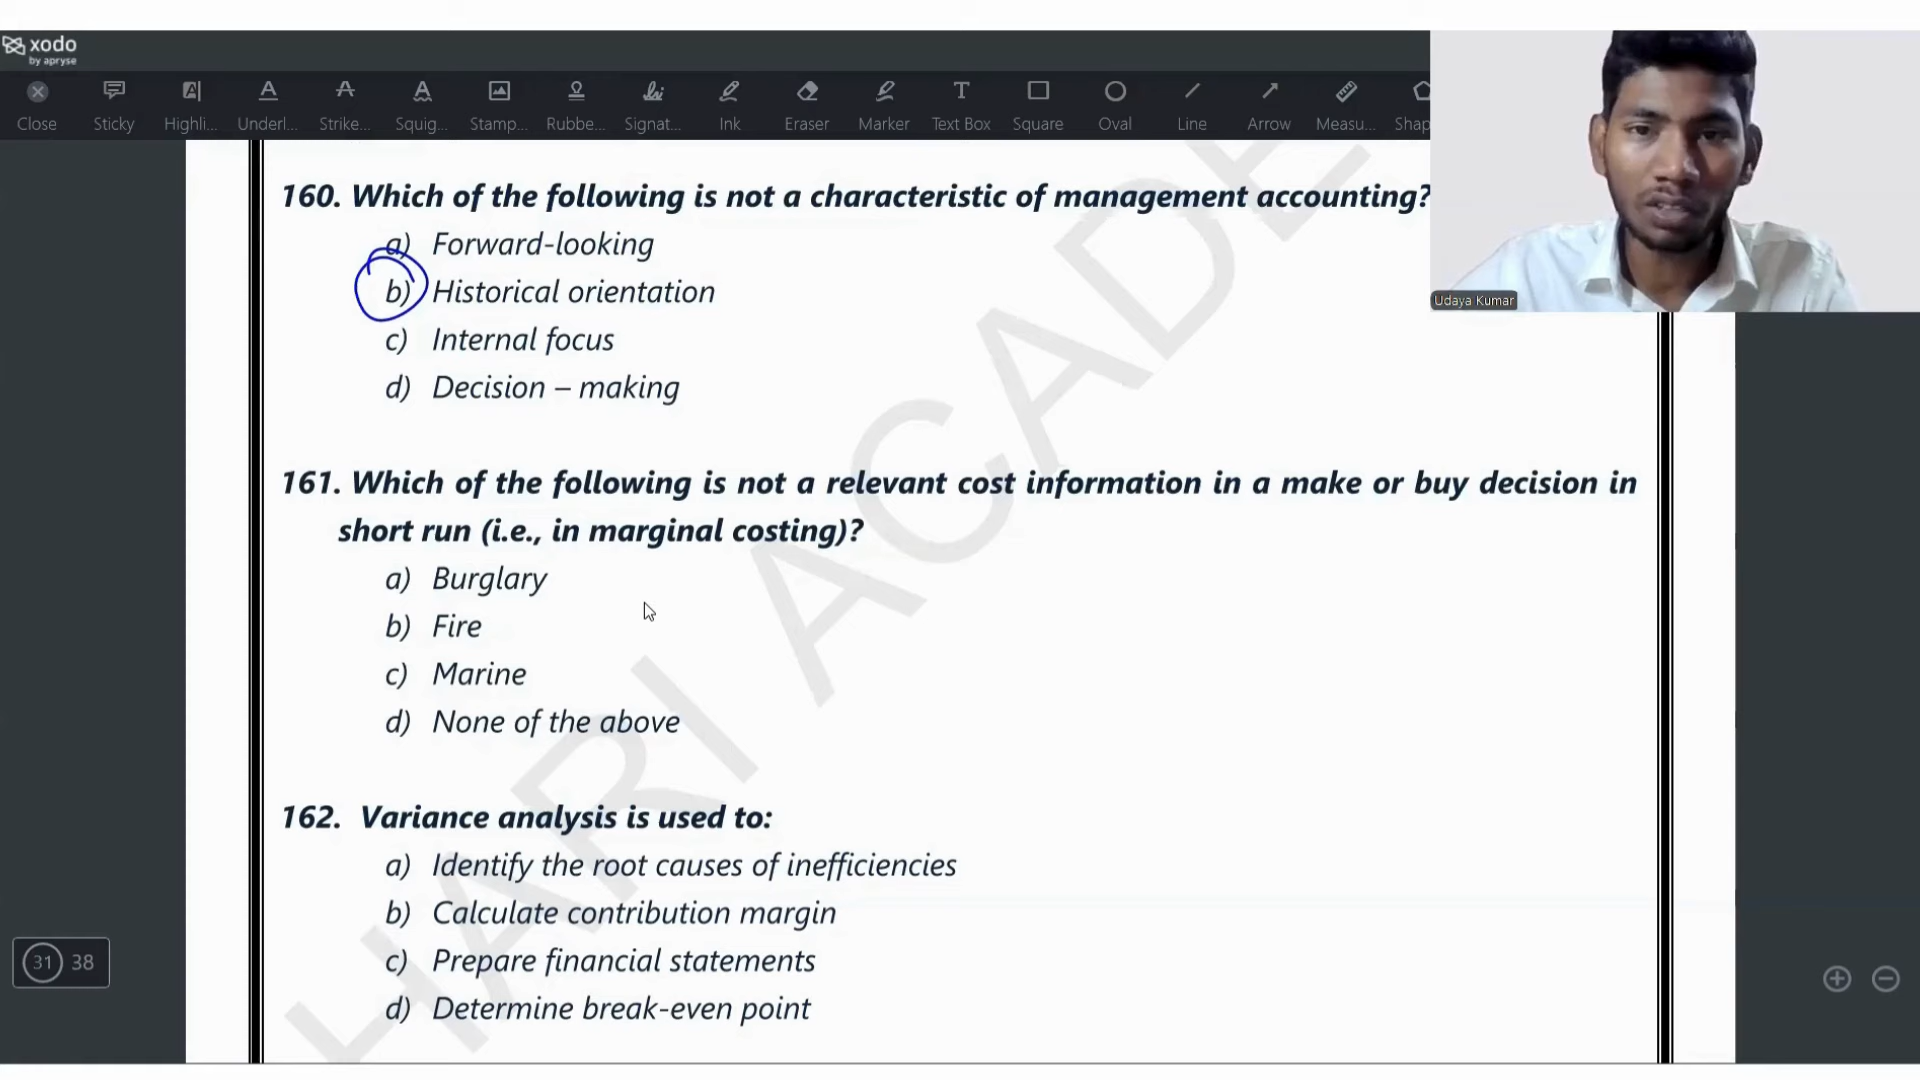 xodo
by apryse
Close
Sticky
Highli...
Underl...
Strike...
Squig...
Stamp...
Rubbe...
Signat...
Ink
Eraser
Marker
Text Box
Square
Oval
Line
Arrow
Measu...
Shap
Udaya Kumar
160. Which of the following is not a characteristic of management accounting?
a) Forward-looking
b) Historical orientation
c) Internal focus
d) Decision – making
161. Which of the following is not a relevant cost information in a make or buy decision in
short run (i.e., in marginal costing)?
a) Burglary
b) Fire
c) Marine
d) None of the above
162. Variance analysis is used to:
a) Identify the root causes of inefficiencies
b) Calculate contribution margin
c) Prepare financial statements
d) Determine break-even point
HARI ACADE
31 38